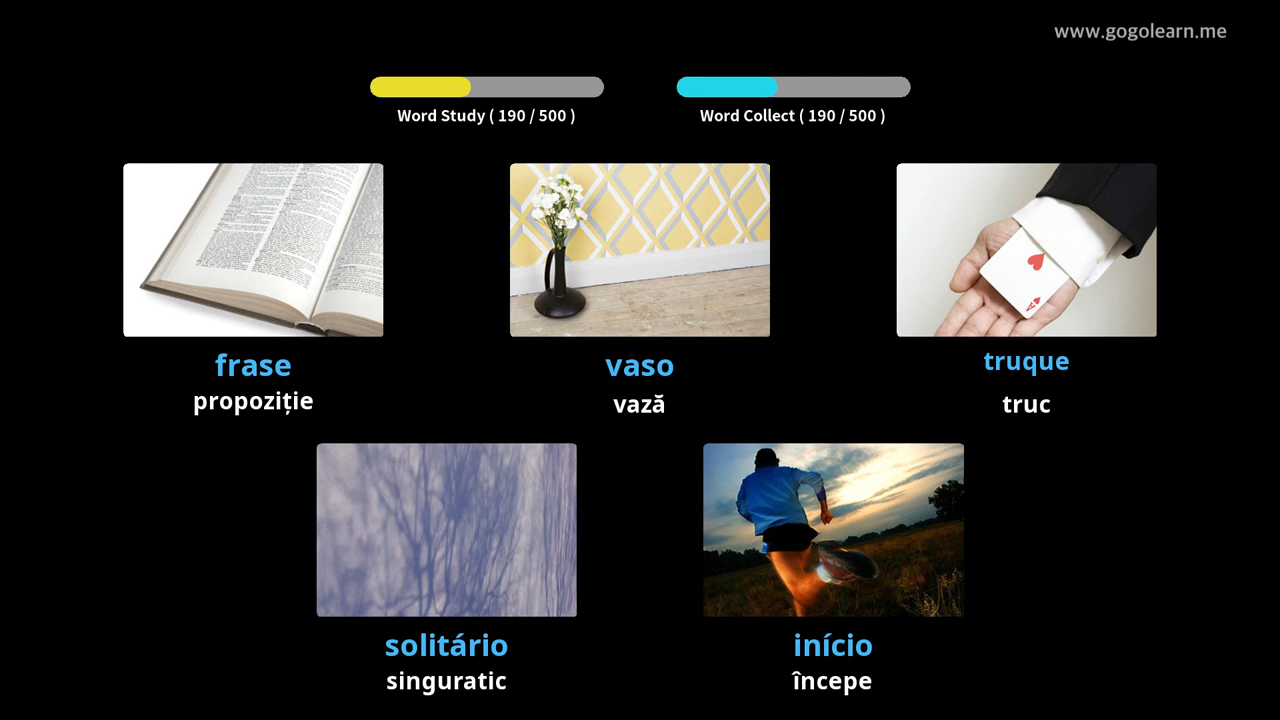 www.gogolearn.me
Word Study ( 190 / 500 )
Word Collect ( 190 / 500 )
frase
propoziție
vaso
vază
truque
truc
solitário
singuratic
início
începe